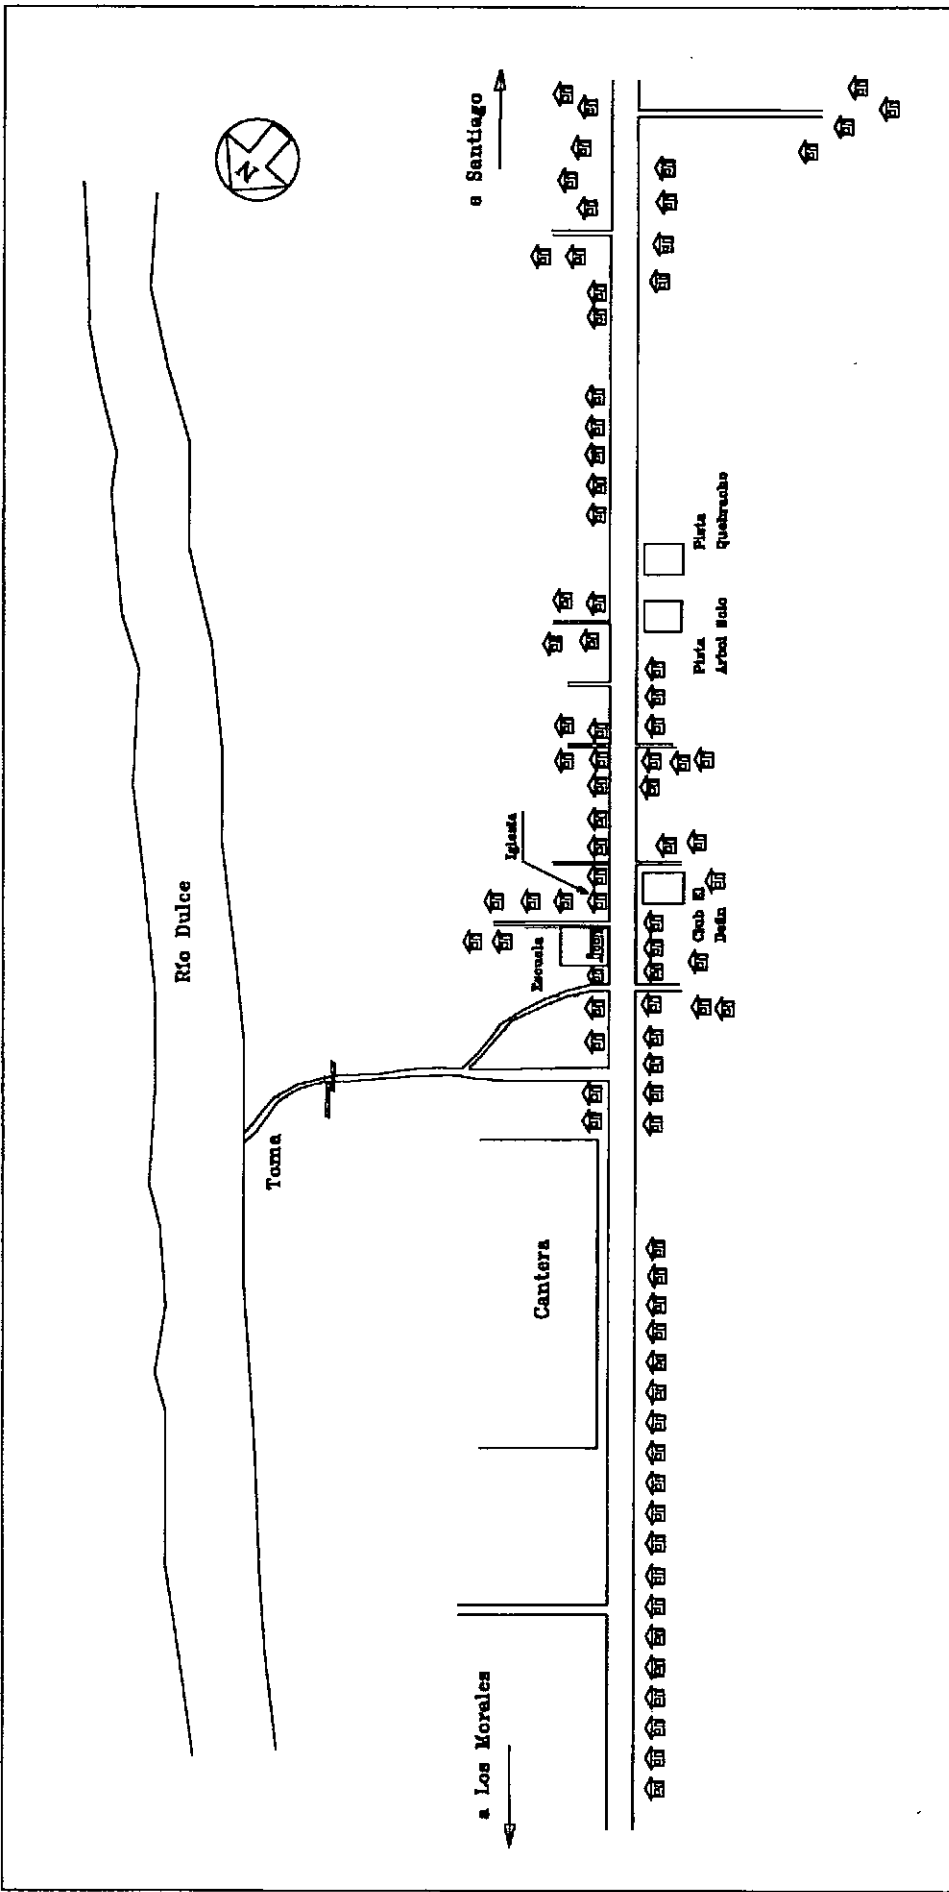 Río Dulce
Toma
N
a Los Morales
Cantera
a Santiago
Escuela
Iglesia
Club El
Deán
Pista
Arbol Solo
Pista
Quebracho